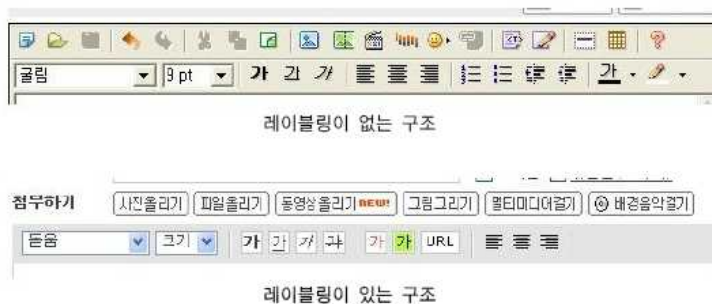 굴림 9 pt 가 가 가 가
레이블링이 없는 구조
첨부하기 사진올리기 파일올리기 동영상올리기 NEW! 그림그리기 멀티미디어걸기 배경음악걸기
돋움 크기 가 가 가 가 가 가 URL
레이블링이 있는 구조